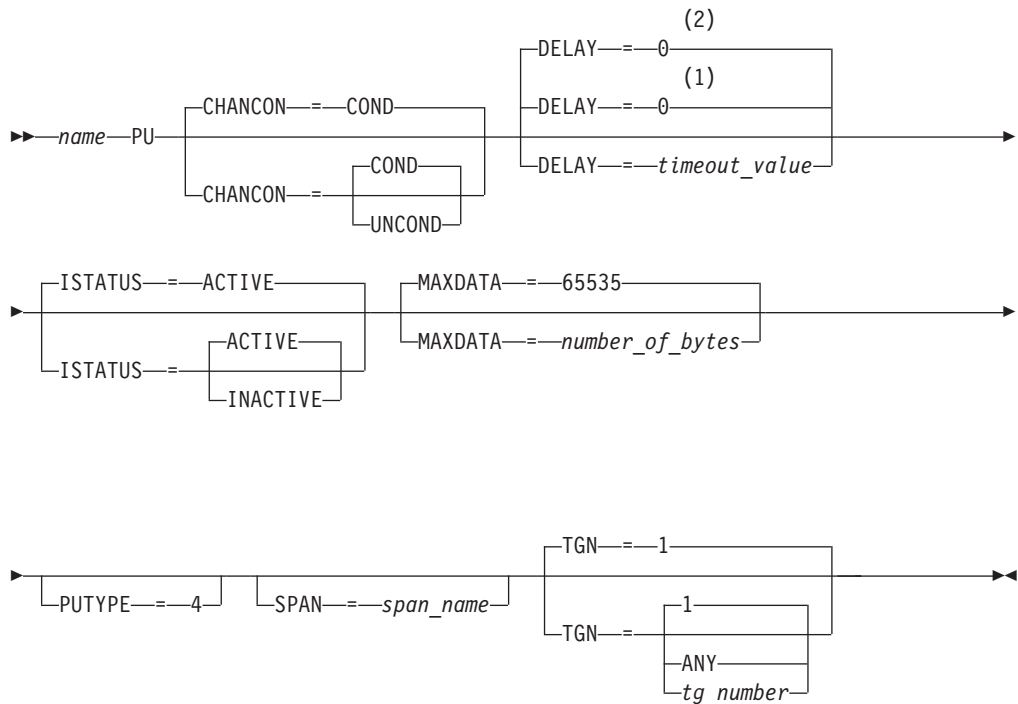 (2)
DELAY = 0
(1)
CHANCON = COND DELAY = 0
name PU
COND DELAY = timeout_value
CHANCON =
UNCOND
ISTATUS = ACTIVE MAXDATA = 65535
ACTIVE MAXDATA = number_of_bytes
ISTATUS =
INACTIVE
TGN = 1
PUTYPE = 4 SPAN = span_name
1
TGN =
ANY
tg number